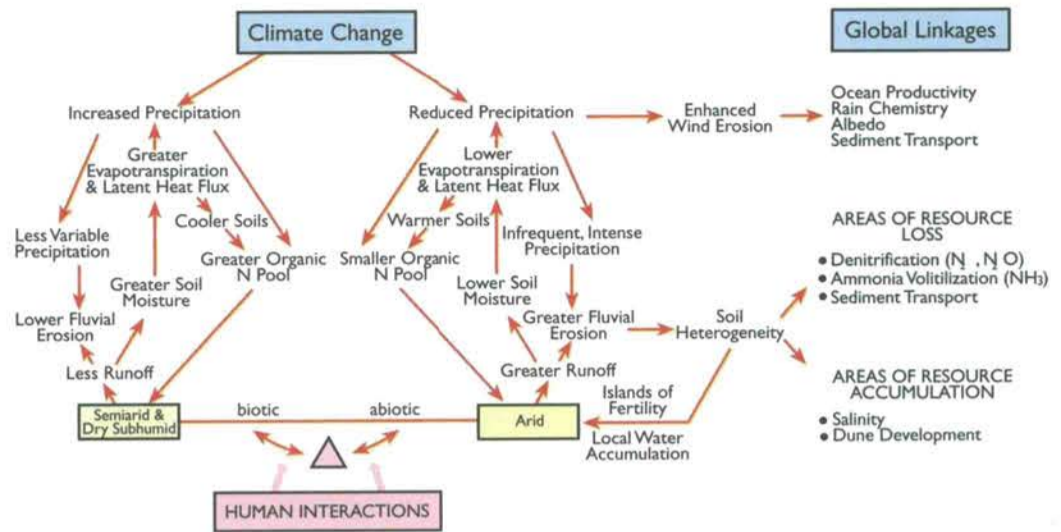 Climate Change
Global Linkages
Increased Precipitation
Reduced Precipitation
Enhanced
Wind Erosion
Ocean Productivity
Rain Chemistry
Albedo
Sediment Transport
Greater
Evapotranspiration
& Latent Heat Flux
Lower
Evapotranspiration
& Latent Heat Flux
Cooler Soils
Warmer Soils
Less Variable
Precipitation
Greater Organic
N Pool
Smaller Organic
N Pool
Infrequent, Intense
Precipitation
AREAS OF RESOURCE
LOSS
• Denitrification (N2 , N2O)
• Ammonia Volitilization (NH3)
• Sediment Transport
Greater Soil
Moisture
Lower Soil
Moisture
Lower Fluvial
Erosion
Greater Fluvial
Erosion
Soil
Heterogeneity
Less Runoff
Greater Runoff
AREAS OF RESOURCE
ACCUMULATION
• Salinity
• Dune Development
Islands of
Fertility
Local Water
Accumulation
Semiarid &
Dry Subhumid
biotic
abiotic
Arid
HUMAN INTERACTIONS